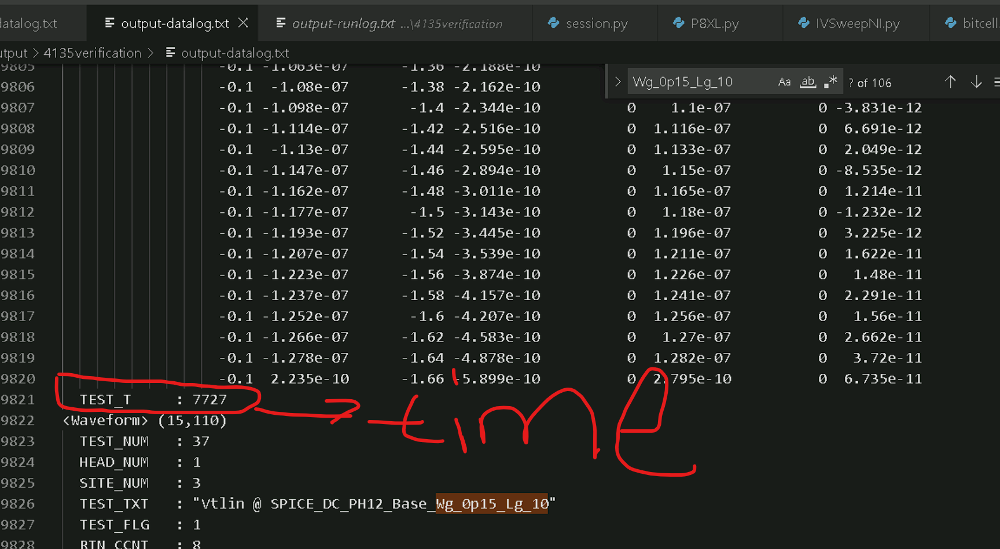 datalog.txt output-datalog.txt output-runlog.txt ...\4135verification session.py P8XL.py IVSweepNI.py bitcell.
utput > 4135verification > output-datalog.txt
Wg_0p15_Lg_10 Aa ab .* ? of 106
9805 -0.1 -1.063e-07 -1.36 -2.188e-10
9806 -0.1 -1.08e-07 -1.38 -2.162e-10
9807 -0.1 -1.098e-07 -1.4 -2.344e-10 0 1.1e-07 0 -3.831e-12
9808 -0.1 -1.114e-07 -1.42 -2.516e-10 0 1.116e-07 0 6.691e-12
9809 -0.1 -1.13e-07 -1.44 -2.595e-10 0 1.133e-07 0 2.049e-12
9810 -0.1 -1.147e-07 -1.46 -2.894e-10 0 1.15e-07 0 -8.535e-12
9811 -0.1 -1.162e-07 -1.48 -3.011e-10 0 1.165e-07 0 1.214e-11
9812 -0.1 -1.177e-07 -1.5 -3.143e-10 0 1.18e-07 0 -1.232e-12
9813 -0.1 -1.193e-07 -1.52 -3.445e-10 0 1.196e-07 0 3.225e-12
9814 -0.1 -1.207e-07 -1.54 -3.539e-10 0 1.211e-07 0 1.622e-11
9815 -0.1 -1.223e-07 -1.56 -3.874e-10 0 1.226e-07 0 1.48e-11
9816 -0.1 -1.237e-07 -1.58 -4.157e-10 0 1.241e-07 0 2.291e-11
9817 -0.1 -1.252e-07 -1.6 -4.207e-10 0 1.256e-07 0 1.56e-11
9818 -0.1 -1.266e-07 -1.62 -4.583e-10 0 1.27e-07 0 2.662e-11
9819 -0.1 -1.278e-07 -1.64 -4.878e-10 0 1.282e-07 0 3.72e-11
9820 -0.1 2.235e-10 -1.66 -5.899e-10 0 2.795e-10 0 6.735e-11
9821 TEST_T : 7727
time
9822 <Waveform> (15,110)
9823 TEST_NUM : 37
9824 HEAD_NUM : 1
9825 SITE_NUM : 3
9826 TEST_TXT : "Vtlin @ SPICE_DC_PH12_Base_Wg_0p15_Lg_10"
9827 TEST_FLG : 1
9828 RTN_CCNT : 8